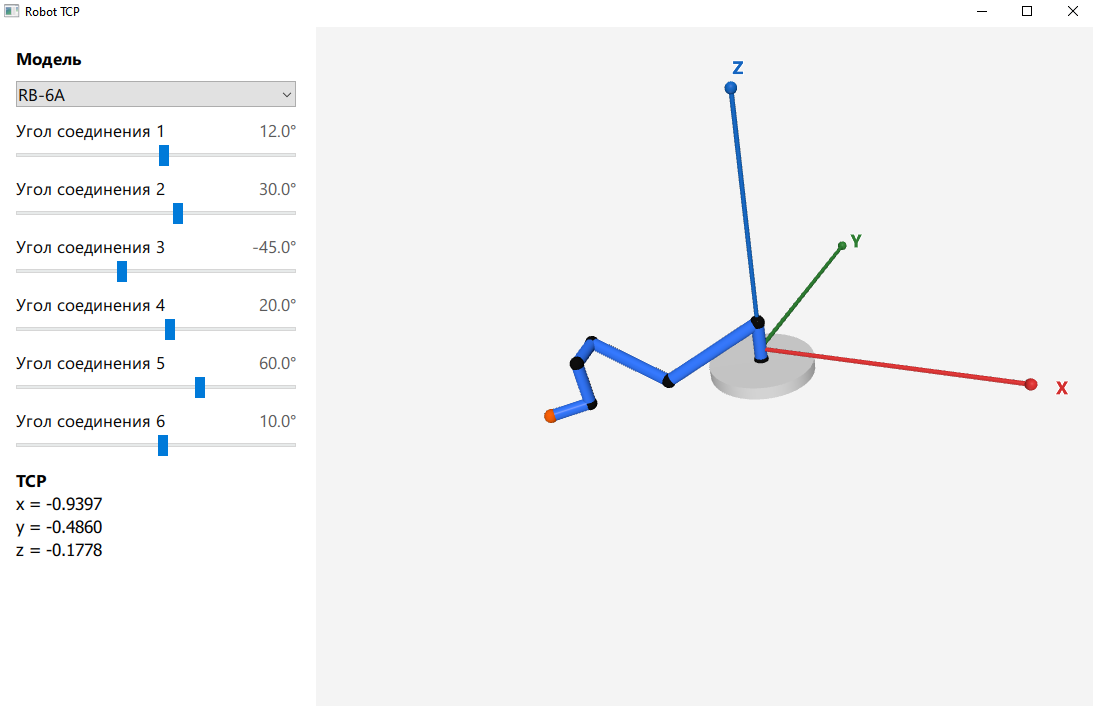 Robot TCP
Модель
RB-6A
Угол соединения 1 12.0°
Угол соединения 2 30.0°
Угол соединения 3 -45.0°
Угол соединения 4 20.0°
Угол соединения 5 60.0°
Угол соединения 6 10.0°
TCP
x = -0.9397
y = -0.4860
z = -0.1778
Z
Y
X